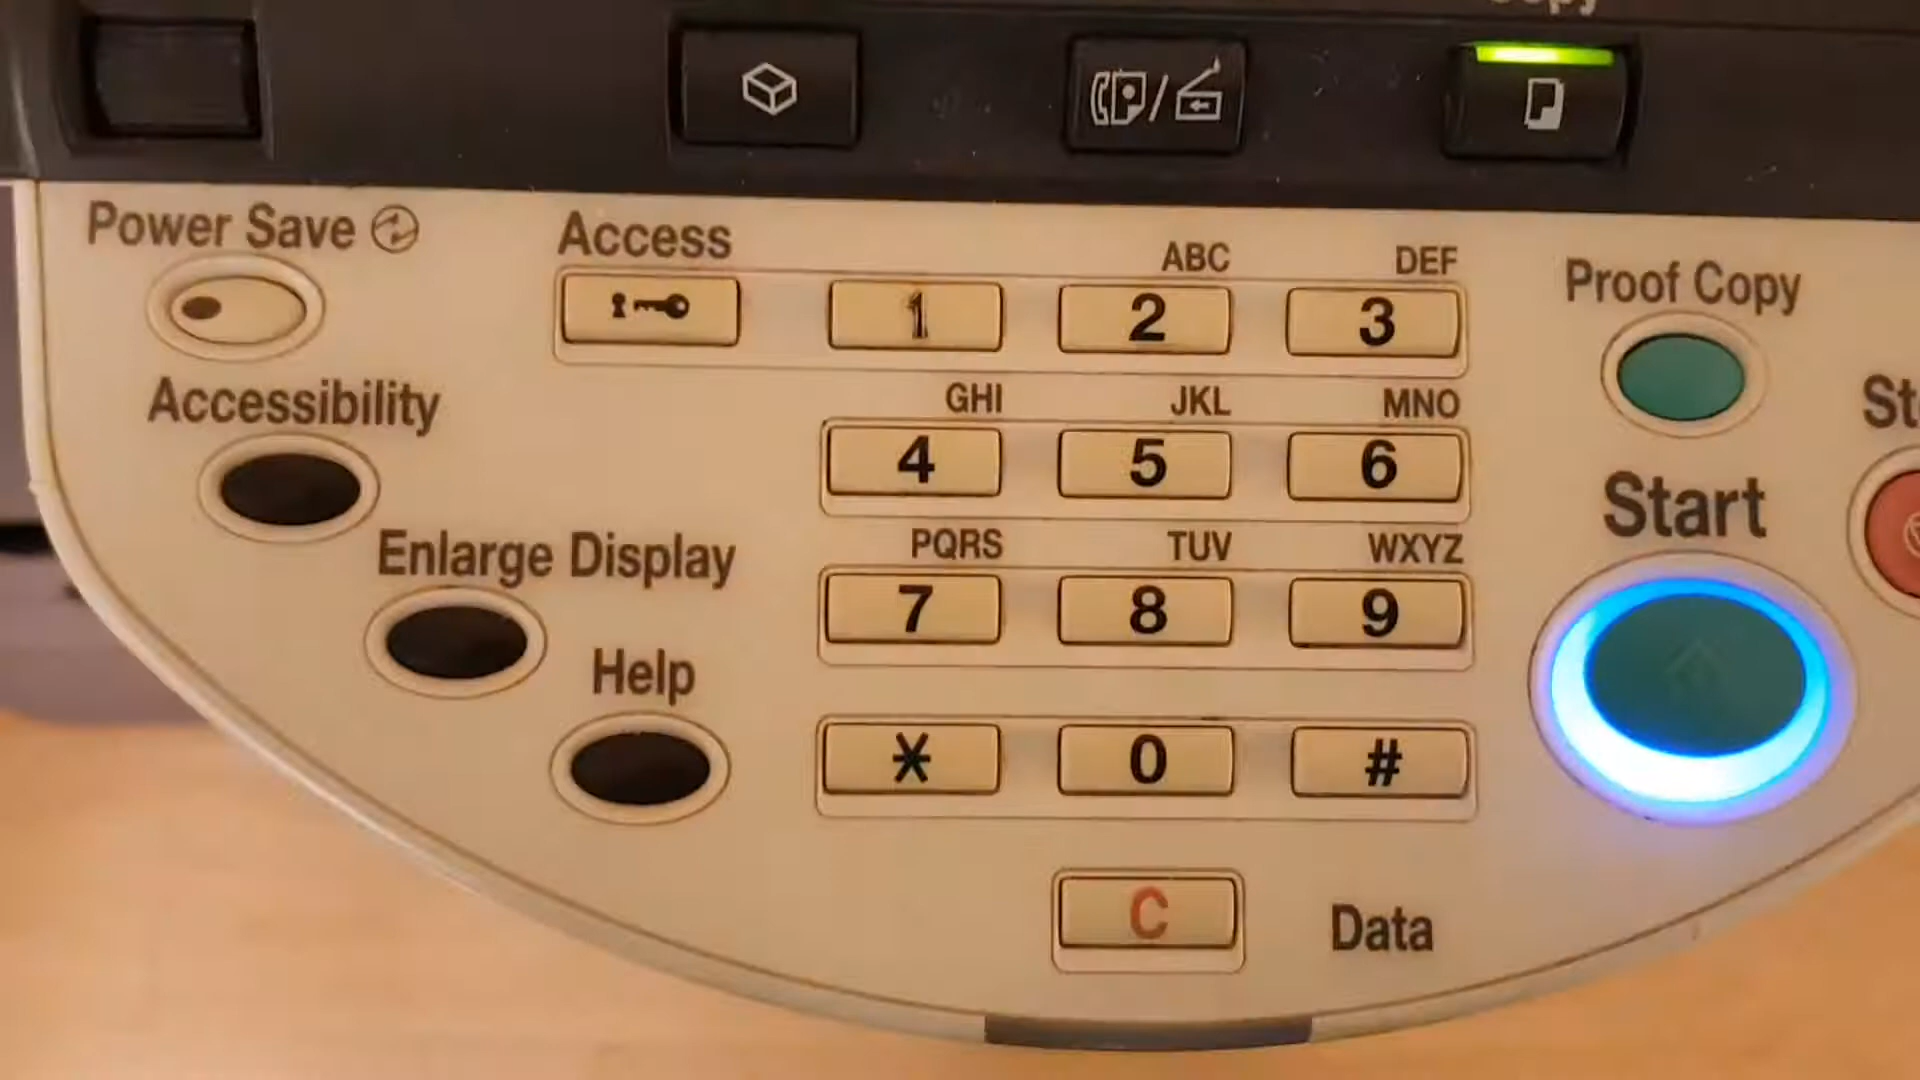 Power Save
Access
ABC
DEF
Proof Copy
1
2
3
Accessibility
GHI
JKL
MNO
4
5
6
Start
Enlarge Display
PQRS
TUV
WXYZ
7
8
9
Help
*
0
#
C
Data